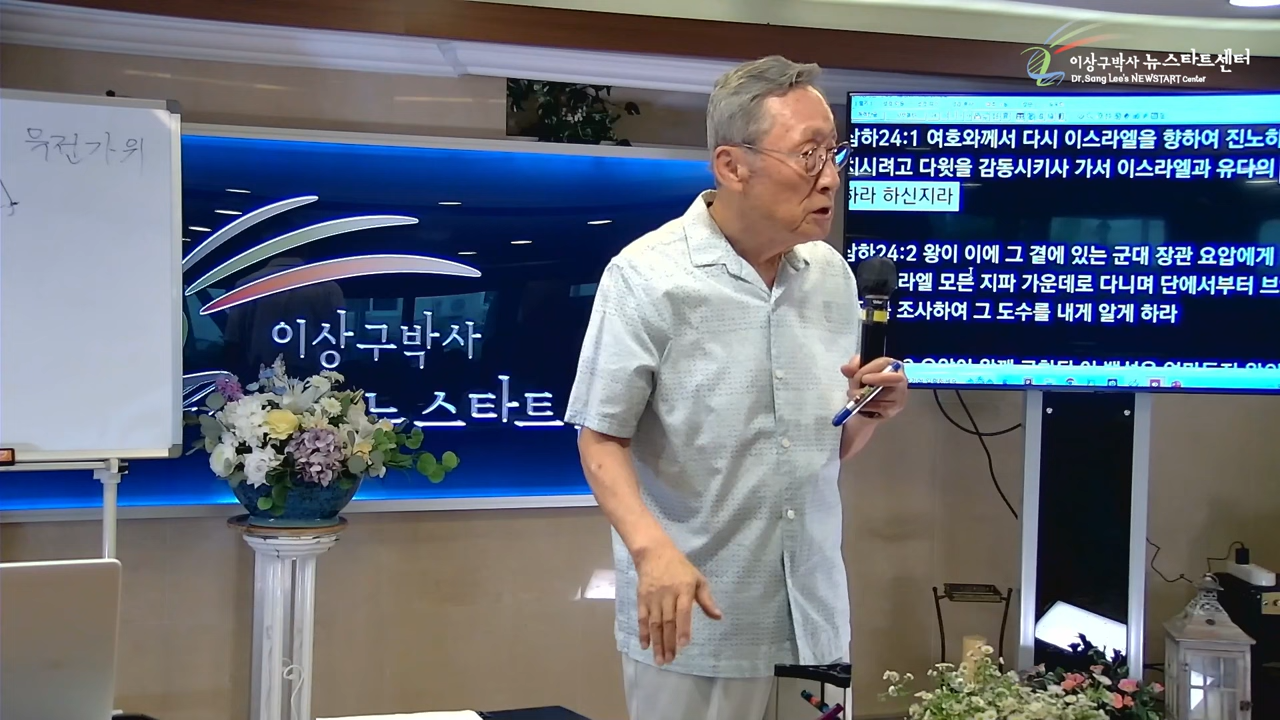 이상구박사 뉴스타트센터
Dr. Sang Lee's NEWSTART Center
유전가위
이상구박사
뉴스타트
삼하24:1 여호와께서 다시 이스라엘을 향하여 진노하
치시려고 다윗을 감동시키사 가서 이스라엘과 유다의
하라 하신지라
삼하24:2 왕이 이에 그 곁에 있는 군대 장관 요압에게
라엘 모든 지파 가운데로 다니며 단에서부터 브
조사하여 그 도수를 내게 알게 하라